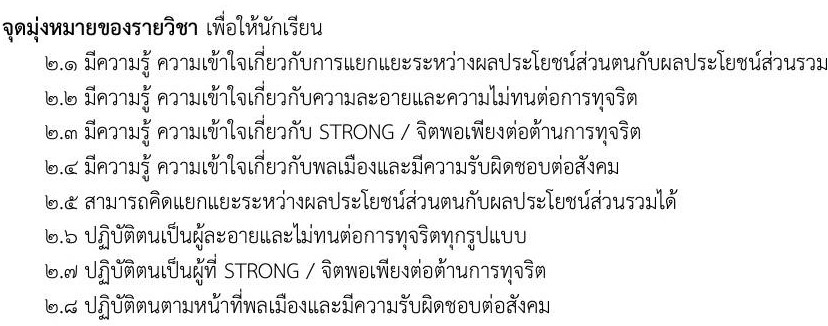 จุดมุ่งหมายของรายวิชา เพื่อให้นักเรียน
๒.๑ มีความรู้ ความเข้าใจเกี่ยวกับการแยกแยะระหว่างผลประโยชน์ส่วนตนกับผลประโยชน์ส่วนรวม
๒.๒ มีความรู้ ความเข้าใจเกี่ยวกับความละอายและความไม่ทนต่อการทุจริต
๒.๓ มีความรู้ ความเข้าใจเกี่ยวกับ STRONG / จิตพอเพียงต่อต้านการทุจริต
๒.๔ มีความรู้ ความเข้าใจเกี่ยวกับพลเมืองและมีความรับผิดชอบต่อสังคม
๒.๕ สามารถคิดแยกแยะระหว่างผลประโยชน์ส่วนตนกับผลประโยชน์ส่วนรวมได้
๒.๖ ปฏิบัติตนเป็นผู้ละอายและไม่ทนต่อการทุจริตทุกรูปแบบ
๒.๗ ปฏิบัติตนเป็นผู้ที่ STRONG / จิตพอเพียงต่อต้านการทุจริต
๒.๘ ปฏิบัติตนตามหน้าที่พลเมืองและมีความรับผิดชอบต่อสังคม